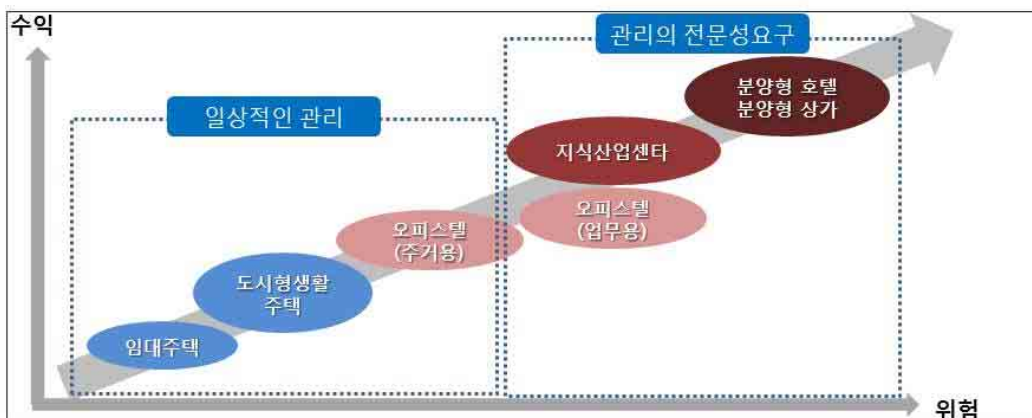 수익
관리의 전문성요구
일상적인 관리
분양형 호텔
분양형 상가
지식산업센타
오피스텔
(업무용)
오피스텔
(주거용)
도시형생활
주택
임대주택
위험